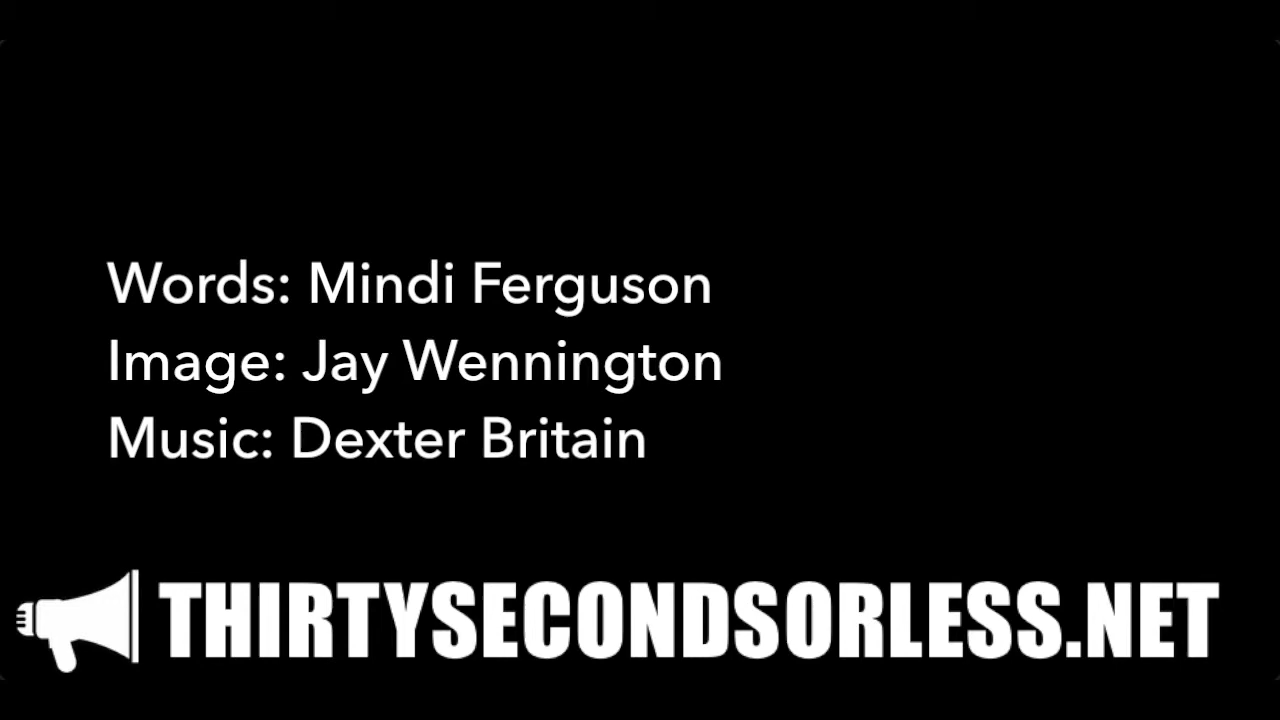 Words: Mindi Ferguson
Image: Jay Wennington
Music: Dexter Britain
THIRTYSECONDSORLESS.NET